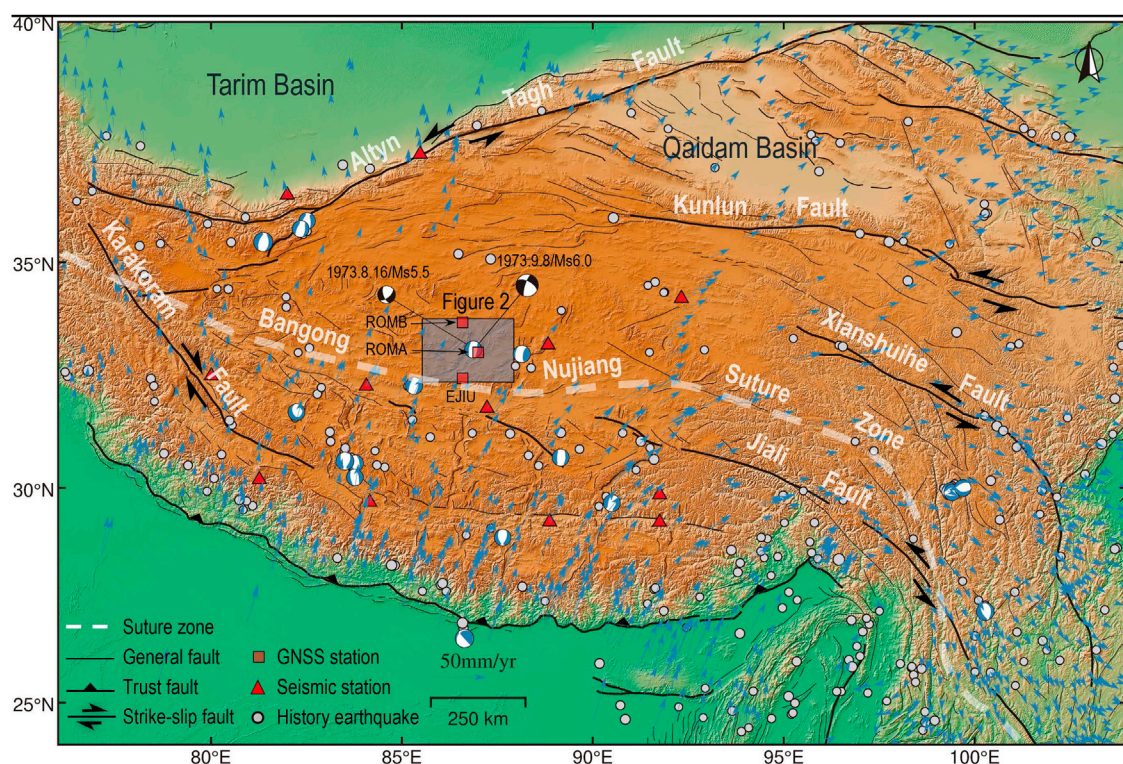 40°N
Tarim Basin
Altyn Tagh Fault
Qaidam Basin
Kunlun Fault
35°N
Karakoram Fault
1973.8.16/Ms5.5
1973.9.8/Ms6.0
Figure 2
ROMB
ROMA
EJIU
Bangong Nujiang Suture Zone
Xianshuihe Fault
Jiali Fault
30°N
Suture zone
General fault
Trust fault
Strike-slip fault
GNSS station
Seismic station
History earthquake
50mm/yr
250 km
25°N
80°E
85°E
90°E
95°E
100°E